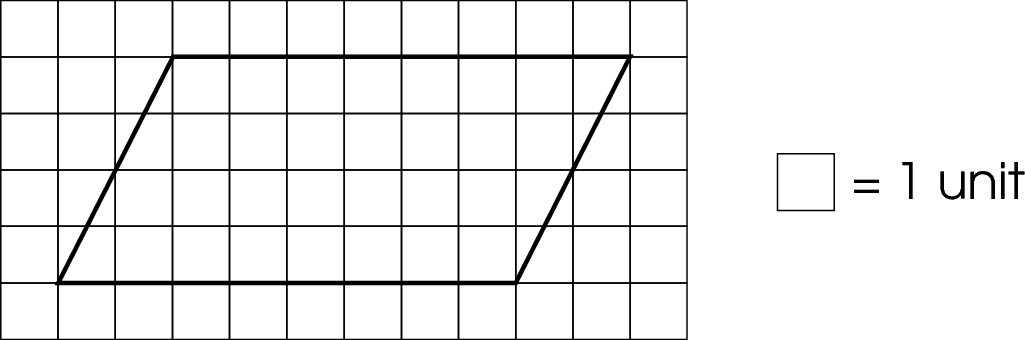 = 1 unit